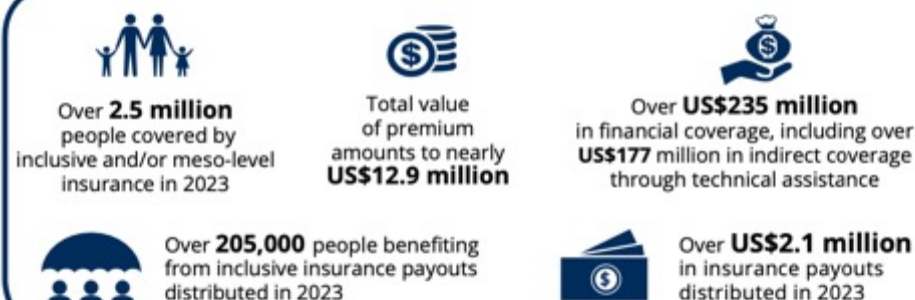 Over 2.5 million
people covered by
inclusive and/or meso-level
insurance in 2023
Total value
of premium
amounts to nearly
US$12.9 million
Over US$235 million
in financial coverage, including over
US$177 million in indirect coverage
through technical assistance
Over 205,000 people benefiting
from inclusive insurance payouts
distributed in 2023
Over US$2.1 million
in insurance payouts
distributed in 2023